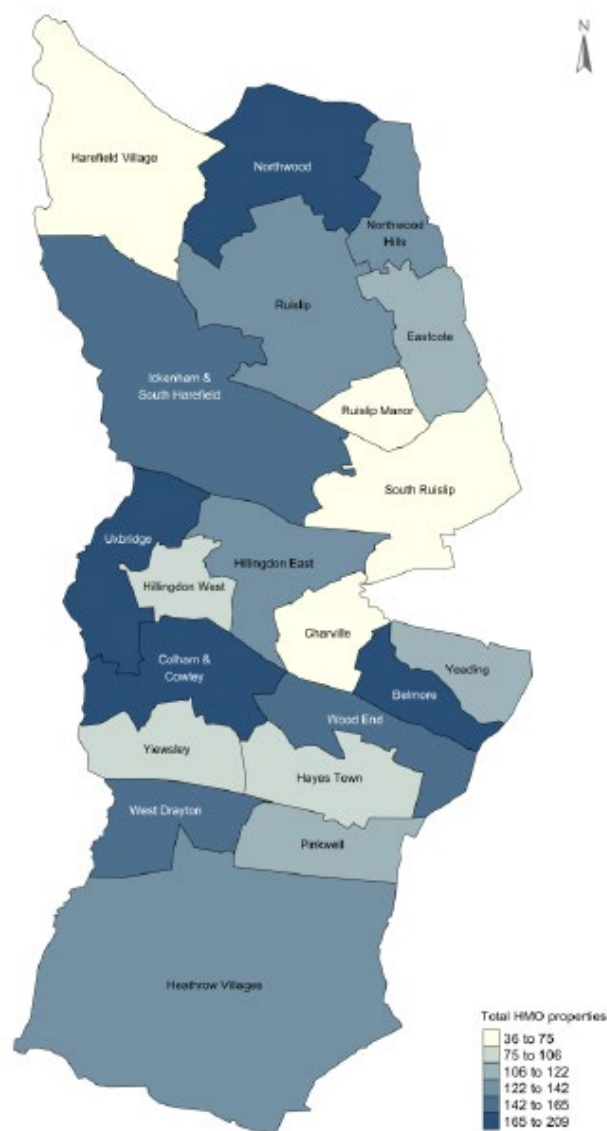 N
Harefield Village
Northwood
Northwood
Hills
Ruislip
Eastcote
Ickenham &
South Harefield
Ruislip Manor
South Ruislip
Uxbridge
Hillingdon East
Hillingdon West
Charville
Colham &
Cowley
Yeading
Belmore
Wood End
Yiewsley
Hayes Town
West Drayton
Pinkwell
Heathrow Villages
Total HMO properties
36 to 75
75 to 106
106 to 122
122 to 142
142 to 165
165 to 209